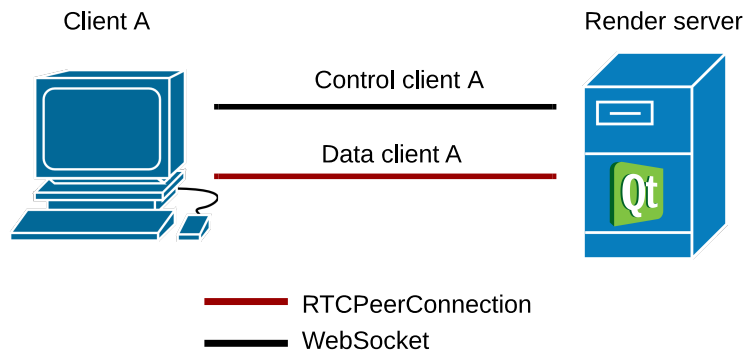 Client A
Render server
Control client A
Data client A
Qt
RTCPeerConnection
WebSocket